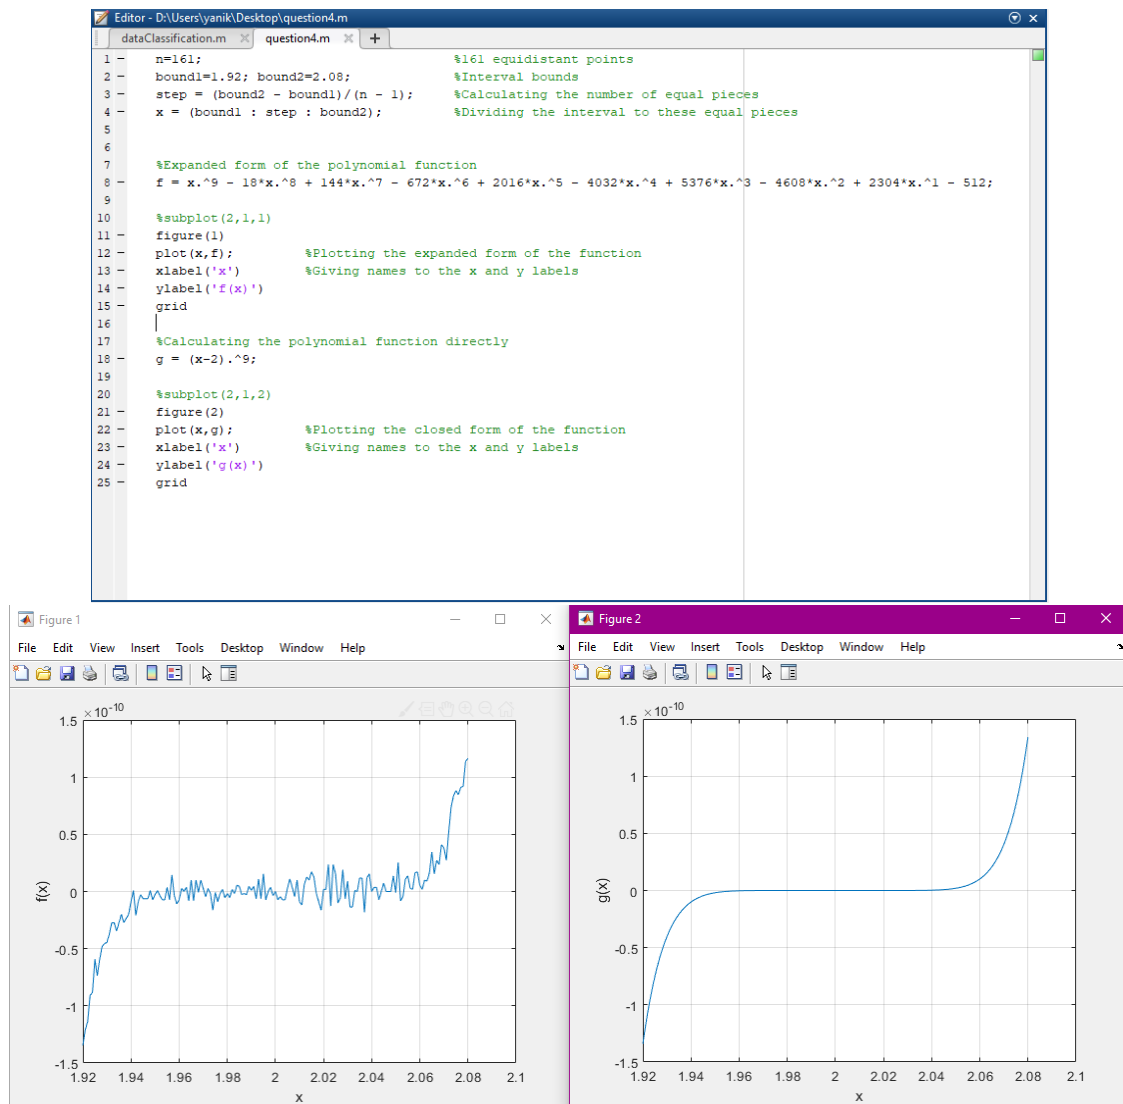 Editor - D:\Users\yanik\Desktop\question4.m
dataClassification.m question4.m +
1 - n=161; %161 equidistant points
2 - bound1=1.92; bound2=2.08; %Interval bounds
3 - step = (bound2 - bound1)/(n - 1); %Calculating the number of equal pieces
4 - x = (bound1 : step : bound2); %Dividing the interval to these equal pieces
5
6
7 %Expanded form of the polynomial function
8 - f = x.^9 - 18*x.^8 + 144*x.^7 - 672*x.^6 + 2016*x.^5 - 4032*x.^4 + 5376*x.^3 - 4608*x.^2 + 2304*x.^1 - 512;
9
10 %subplot(2,1,1)
11 - figure(1)
12 - plot(x,f); %Plotting the expanded form of the function
13 - xlabel('x') %Giving names to the x and y labels
14 - ylabel('f(x)')
15 - grid
16
17 %Calculating the polynomial function directly
18 - g = (x-2).^9;
19
20 %subplot(2,1,2)
21 - figure(2)
22 - plot(x,g); %Plotting the closed form of the function
23 - xlabel('x') %Giving names to the x and y labels
24 - ylabel('g(x)')
25 - grid
Figure 1
File Edit View Insert Tools Desktop Window Help
×10^-10
1.5
1
0.5
0
-0.5
-1
-1.5
f(x)
1.92 1.94 1.96 1.98 2 2.02 2.04 2.06 2.08 2.1
x
Figure 2
File Edit View Insert Tools Desktop Window Help
×10^-10
1.5
1
0.5
0
-0.5
-1
-1.5
g(x)
1.92 1.94 1.96 1.98 2 2.02 2.04 2.06 2.08 2.1
x